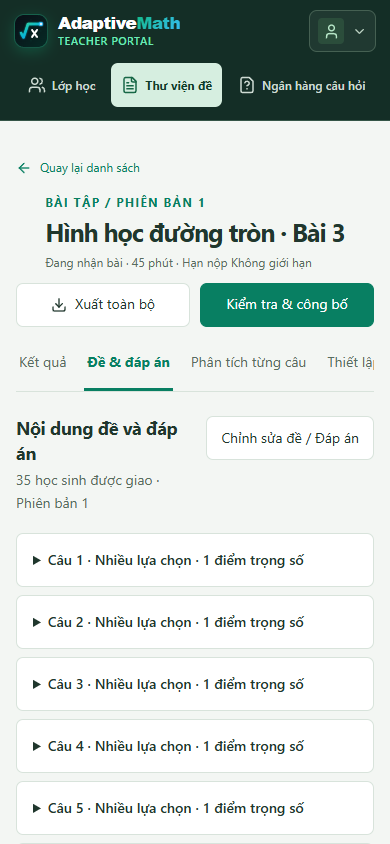 AdaptiveMath
TEACHER PORTAL
Lớp học
Thư viện đề
Ngân hàng câu hỏi
Quay lại danh sách
BÀI TẬP / PHIÊN BẢN 1
Hình học đường tròn · Bài 3
Đang nhận bài · 45 phút · Hạn nộp Không giới hạn
Xuất toàn bộ
Kiểm tra & công bố
Kết quả
Đề & đáp án
Phân tích từng câu
Thiết lập
Nội dung đề và đáp
án
35 học sinh được giao ·
Phiên bản 1
Chỉnh sửa đề / Đáp án
Câu 1 · Nhiều lựa chọn · 1 điểm trọng số
Câu 2 · Nhiều lựa chọn · 1 điểm trọng số
Câu 3 · Nhiều lựa chọn · 1 điểm trọng số
Câu 4 · Nhiều lựa chọn · 1 điểm trọng số
Câu 5 · Nhiều lựa chọn · 1 điểm trọng số